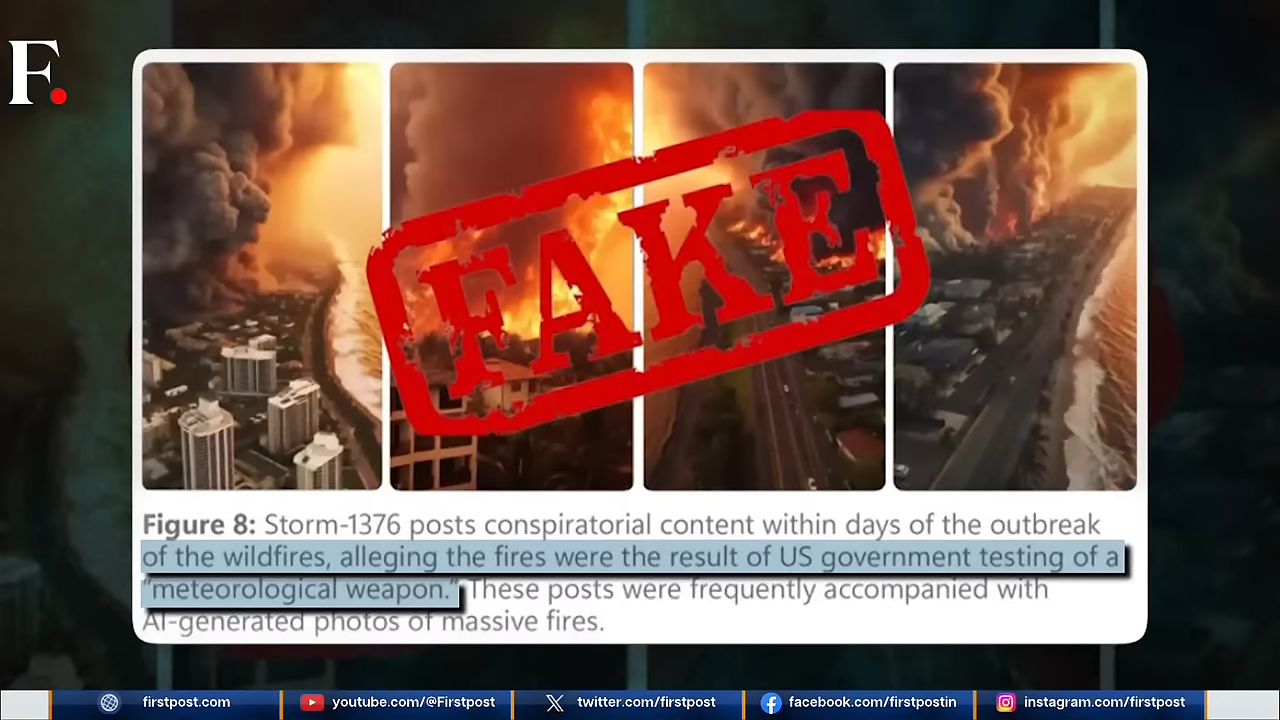 F.
FAKE
Figure 8: Storm-1376 posts conspiratorial content within days of the outbreak
of the wildfires, alleging the fires were the result of US government testing of a
"meteorological weapon." These posts were frequently accompanied with
AI-generated photos of massive fires.
firstpost.com
youtube.com/@Firstpost
twitter.com/firstpost
facebook.com/firstpostin
instagram.com/firstpost